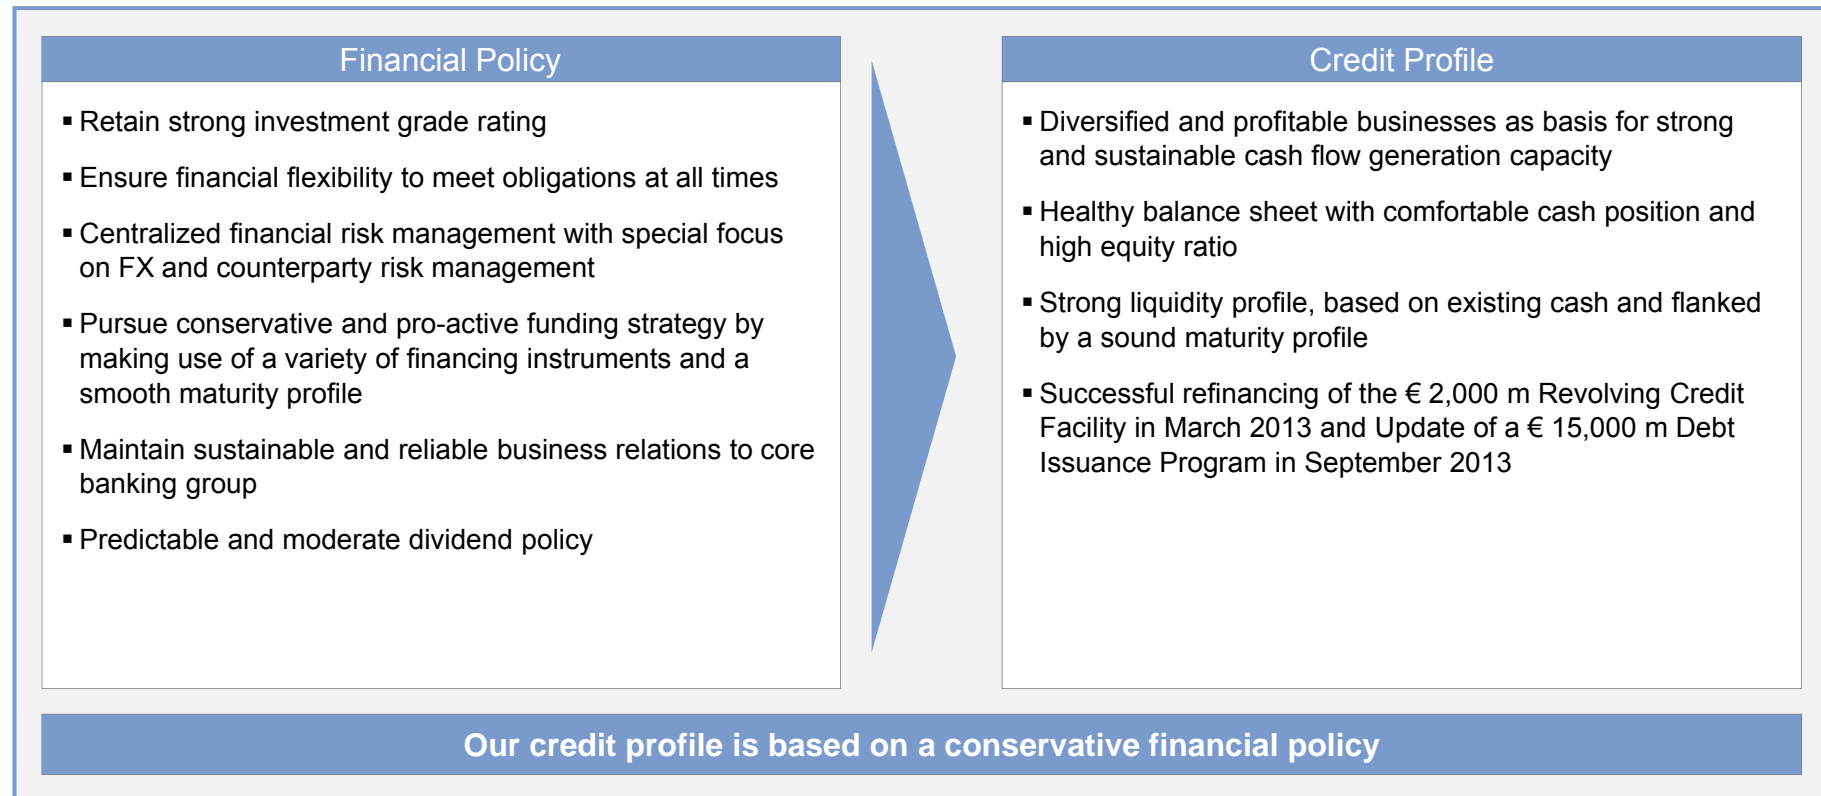 Financial Policy
▪ Retain strong investment grade rating
▪ Ensure financial flexibility to meet obligations at all times
▪ Centralized financial risk management with special focus
on FX and counterparty risk management
▪ Pursue conservative and pro-active funding strategy by
making use of a variety of financing instruments and a
smooth maturity profile
▪ Maintain sustainable and reliable business relations to core
banking group
▪ Predictable and moderate dividend policy
Credit Profile
▪ Diversified and profitable businesses as basis for strong
and sustainable cash flow generation capacity
▪ Healthy balance sheet with comfortable cash position and
high equity ratio
▪ Strong liquidity profile, based on existing cash and flanked
by a sound maturity profile
▪ Successful refinancing of the € 2,000 m Revolving Credit
Facility in March 2013 and Update of a € 15,000 m Debt
Issuance Program in September 2013
Our credit profile is based on a conservative financial policy